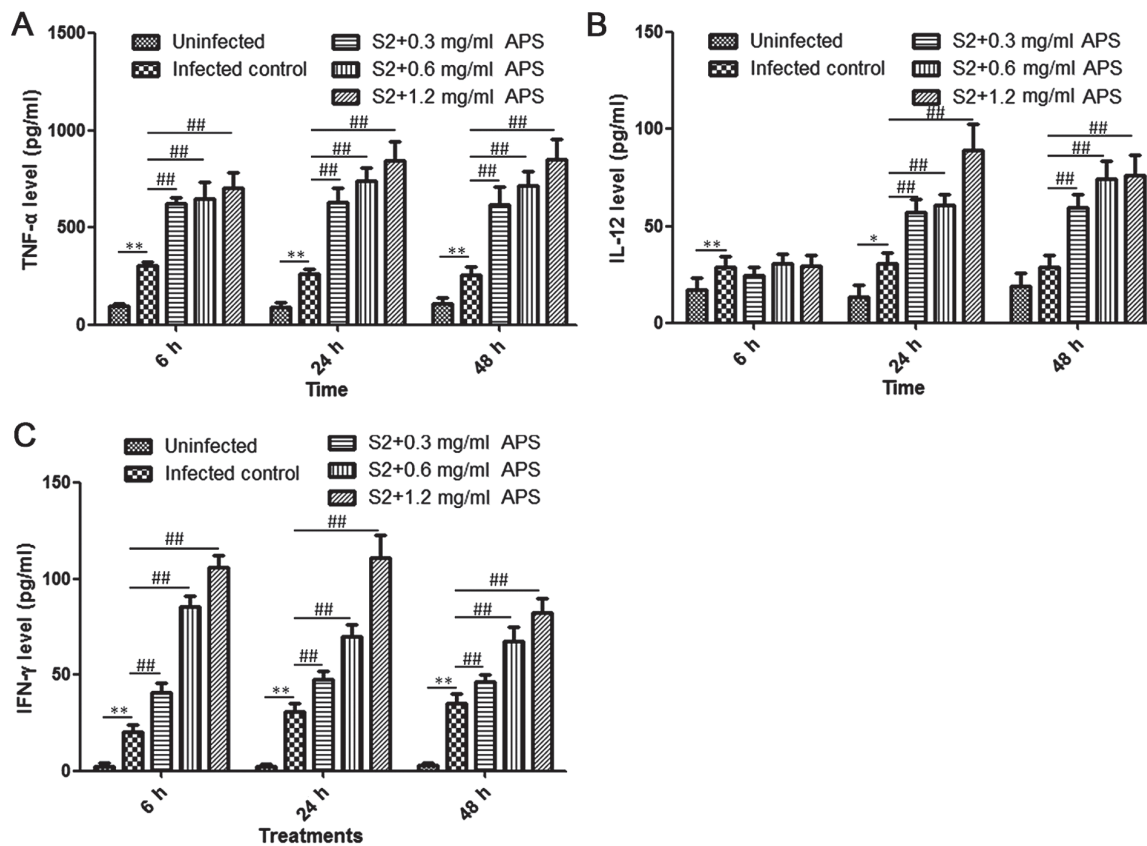 A
Uninfected
Infected control
S2+0.3 mg/ml APS
S2+0.6 mg/ml APS
S2+1.2 mg/ml APS
TNF-α level (pg/ml)
1500
1000
500
0
** ## ## ##
** ## ## ##
** ## ## ##
6 h
24 h
48 h
Time
B
Uninfected
Infected control
S2+0.3 mg/ml APS
S2+0.6 mg/ml APS
S2+1.2 mg/ml APS
IL-12 level (pg/ml)
150
100
50
0
**
* ## ## ##
## ## ##
6 h
24 h
48 h
Time
C
Uninfected
Infected control
S2+0.3 mg/ml APS
S2+0.6 mg/ml APS
S2+1.2 mg/ml APS
IFN-γ level (pg/ml)
150
100
50
0
** ## ## ##
** ## ## ##
** ## ## ##
6 h
24 h
48 h
Treatments